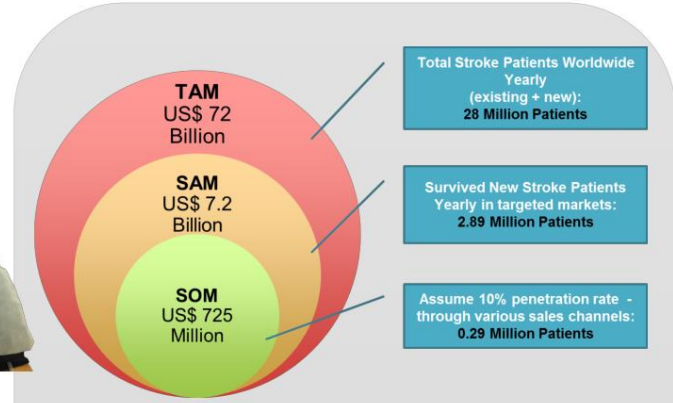 TAM
US$ 72
Billion
SAM
US$ 7.2
Billion
SOM
US$ 725
Million
Total Stroke Patients Worldwide
Yearly
(existing + new):
28 Million Patients
Survived New Stroke Patients
Yearly in targeted markets:
2.89 Million Patients
Assume 10% penetration rate -
through various sales channels:
0.29 Million Patients